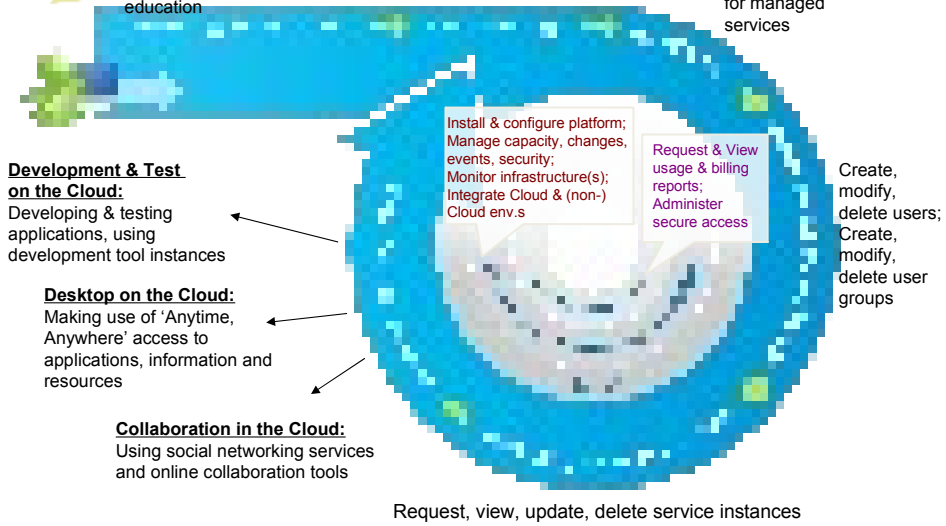 education
for managed
services
Install & configure platform;
Manage capacity, changes,
events, security;
Monitor infrastructure(s);
Integrate Cloud & (non-)
Cloud env.s
Request & View
usage & billing
reports;
Administer
secure access
Development & Test
on the Cloud:
Developing & testing
applications, using
development tool instances
Create,
modify,
delete users;
Create,
modify,
delete user
groups
Desktop on the Cloud:
Making use of ‘Anytime,
Anywhere’ access to
applications, information and
resources
Collaboration in the Cloud:
Using social networking services
and online collaboration tools
Request, view, update, delete service instances